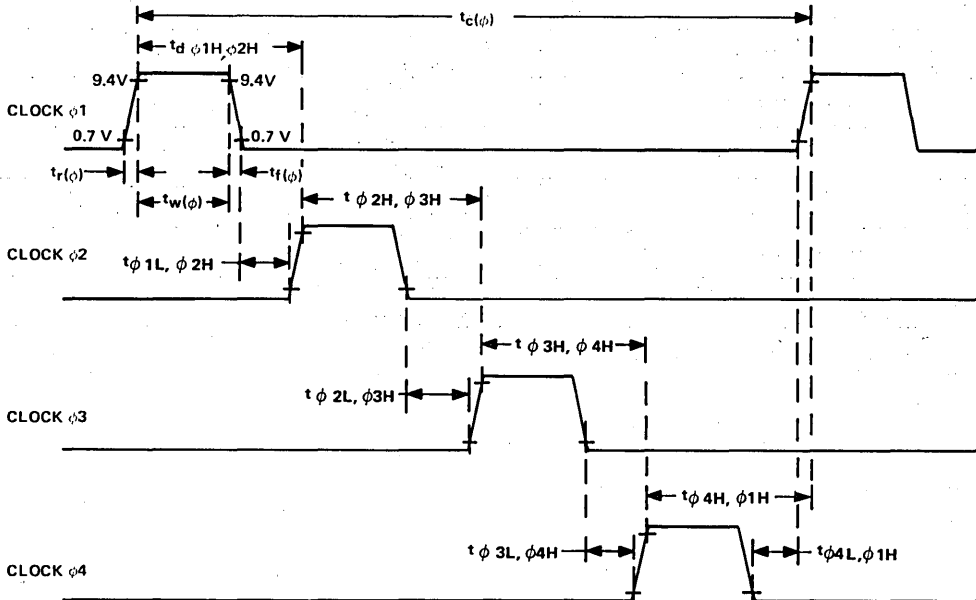 tc(ϕ)
td ϕ1H, ϕ2H
9.4V
9.4V
CLOCK ϕ1
0.7 V
0.7 V
tr(ϕ)
tf(ϕ)
tw(ϕ)
t ϕ 2H, ϕ 3H
CLOCK ϕ2
tϕ 1L, ϕ 2H
t ϕ 3H, ϕ 4H
t ϕ 2L, ϕ3H
CLOCK ϕ3
tϕ 4H, ϕ1H
t ϕ 3L, ϕ4H
tϕ4L, ϕ1H
CLOCK ϕ4